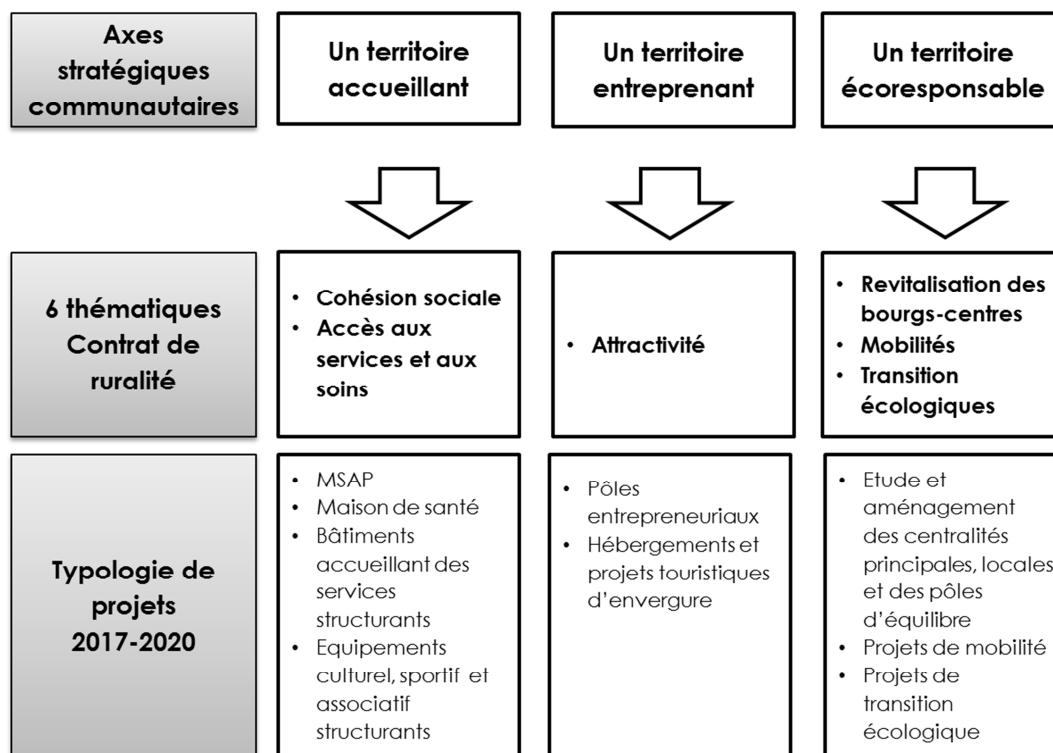 Axes
stratégiques
communautaires
Un territoire
accueillant
Un territoire
entreprenant
Un territoire
écoresponsable
6 thématiques
Contrat de
ruralité
• Cohésion sociale
• Accès aux
services et aux
soins
• Attractivité
• Revitalisation des
bourgs-centres
• Mobilités
• Transition
écologiques
Typologie de
projets
2017-2020
• MSAP
• Maison de santé
• Bâtiments
accueillant des
services
structurants
• Equipements
culturel, sportif et
associatif
structurants
• Pôles
entrepreneuriaux
• Hébergements et
projets touristiques
d’envergure
• Etude et
aménagement
des centralités
principales, locales
et des pôles
d’équilibre
• Projets de mobilité
• Projets de
transition
écologique